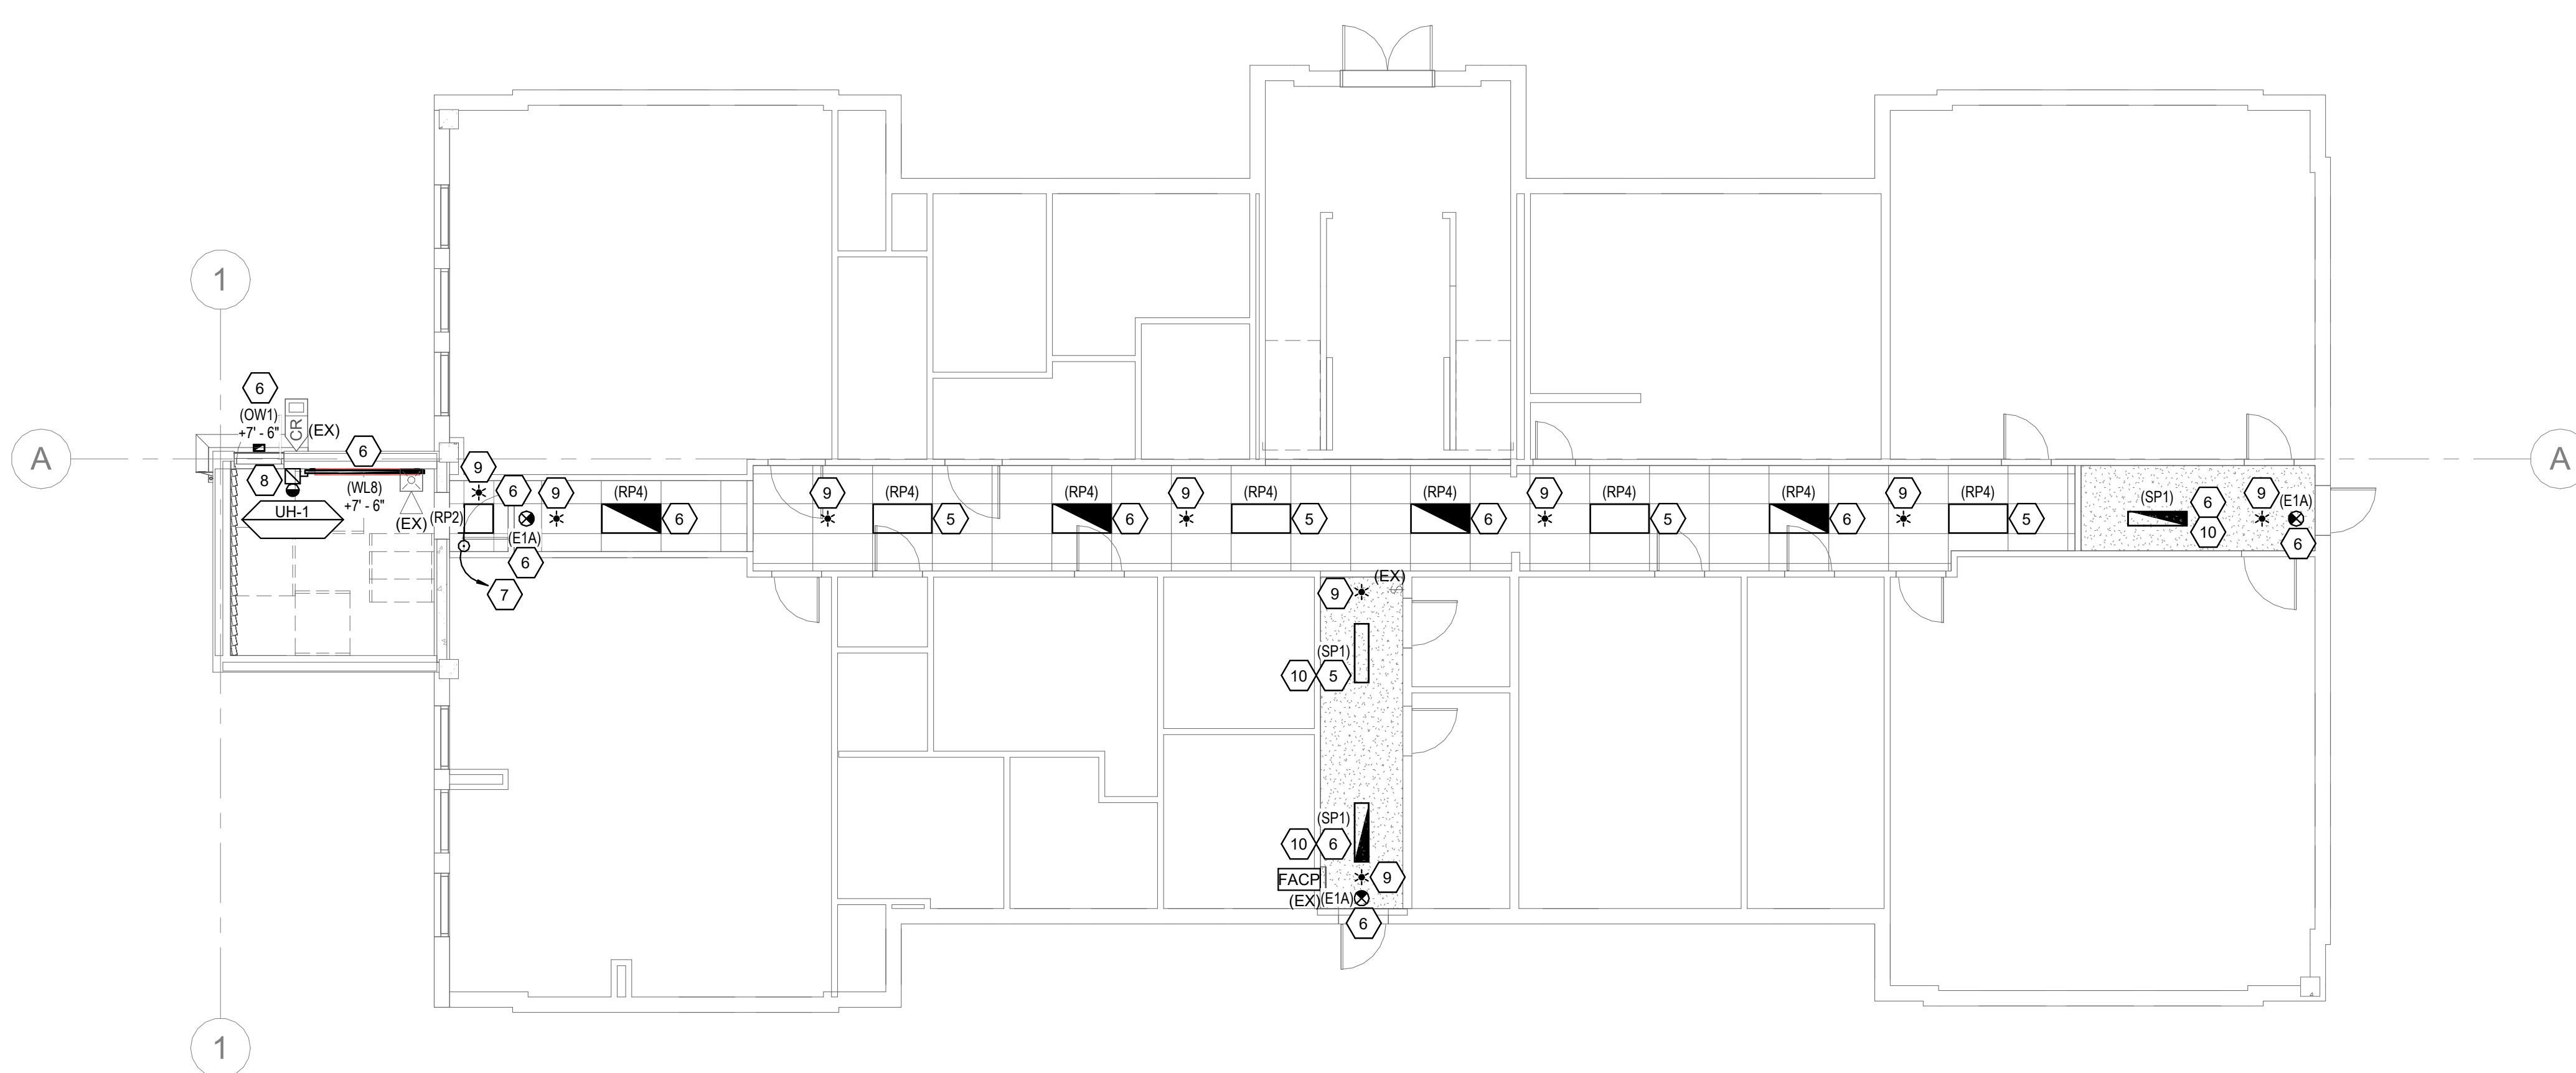 1
6
(OW1)
+7' - 6"
CR
(EX)
6
A
A
8
(WL8)
+7' - 6"
UH-1
(EX)
9
(RP2)
6
(E1A)
6
7
9
(RP4)
6
9
(RP4)
5
(RP4)
6
9
(RP4)
5
(RP4)
6
9
(RP4)
5
(RP4)
6
9
(RP4)
5
(SP1)
6
10
9
(E1A)
6
(EX)
9
(SP1)
10
5
(SP1)
10
6
FACP
9
(EX)
(E1A)
6
1